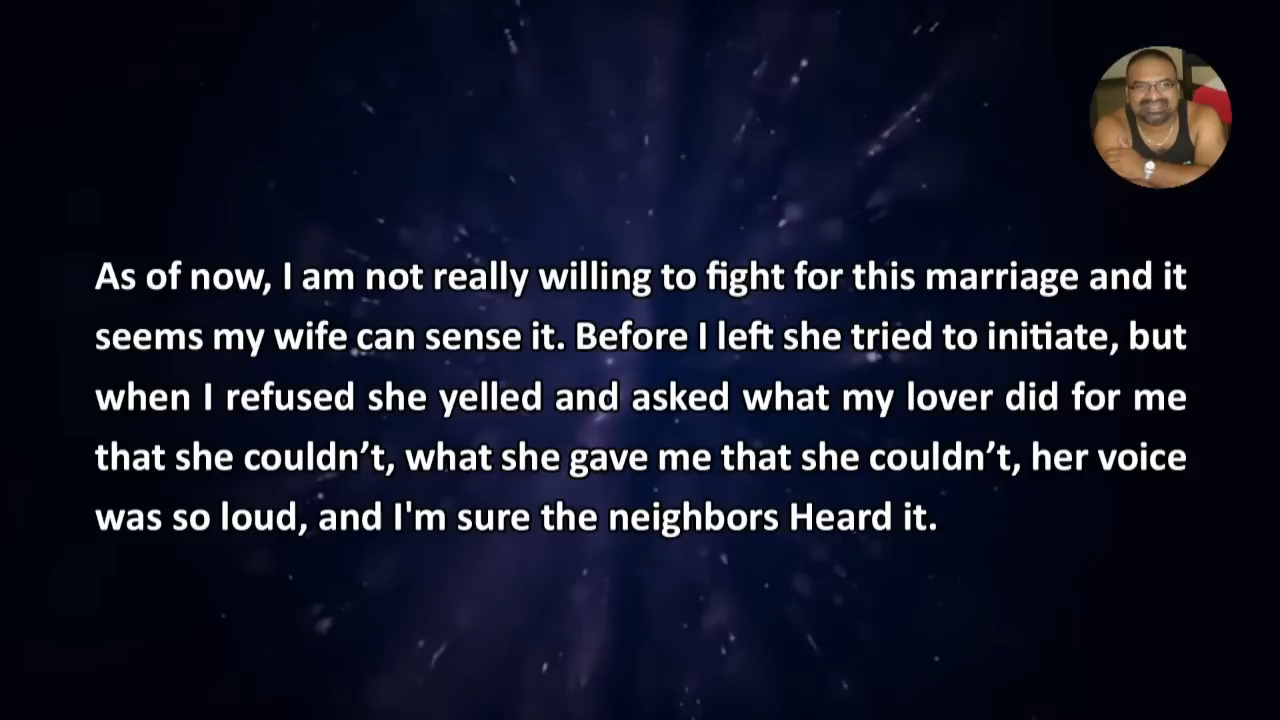 As of now, I am not really willing to fight for this marriage and it
seems my wife can sense it. Before I left she tried to initiate, but
when I refused she yelled and asked what my lover did for me
that she couldn’t, what she gave me that she couldn’t, her voice
was so loud, and I'm sure the neighbors Heard it.